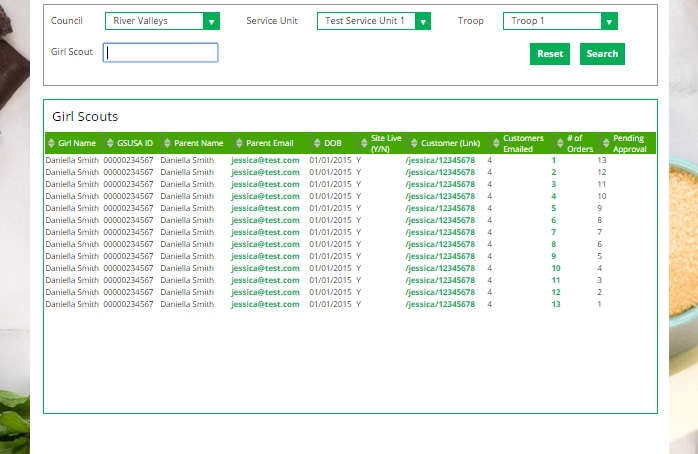 Council River Valleys Service Unit Test Service Unit 1 Troop Troop 1
Girl Scout
Reset Search
Girl Scouts
Girl Name GSUSA ID Parent Name Parent Email DOB Site Live (Y/N) Customer (Link) Customers Emailed # of Orders Pending Approval
Daniella Smith 00000234567 Daniella Smith jessica@test.com 01/01/2015 Y /jessica/12345678 4 1 13
Daniella Smith 00000234567 Daniella Smith jessica@test.com 01/01/2015 Y /jessica/12345678 4 2 12
Daniella Smith 00000234567 Daniella Smith jessica@test.com 01/01/2015 Y /jessica/12345678 4 3 11
Daniella Smith 00000234567 Daniella Smith jessica@test.com 01/01/2015 Y /jessica/12345678 4 4 10
Daniella Smith 00000234567 Daniella Smith jessica@test.com 01/01/2015 Y /jessica/12345678 4 5 9
Daniella Smith 00000234567 Daniella Smith jessica@test.com 01/01/2015 Y /jessica/12345678 4 6 8
Daniella Smith 00000234567 Daniella Smith jessica@test.com 01/01/2015 Y /jessica/12345678 4 7 7
Daniella Smith 00000234567 Daniella Smith jessica@test.com 01/01/2015 Y /jessica/12345678 4 8 6
Daniella Smith 00000234567 Daniella Smith jessica@test.com 01/01/2015 Y /jessica/12345678 4 9 5
Daniella Smith 00000234567 Daniella Smith jessica@test.com 01/01/2015 Y /jessica/12345678 4 10 4
Daniella Smith 00000234567 Daniella Smith jessica@test.com 01/01/2015 Y /jessica/12345678 4 11 3
Daniella Smith 00000234567 Daniella Smith jessica@test.com 01/01/2015 Y /jessica/12345678 4 12 2
Daniella Smith 00000234567 Daniella Smith jessica@test.com 01/01/2015 Y /jessica/12345678 4 13 1